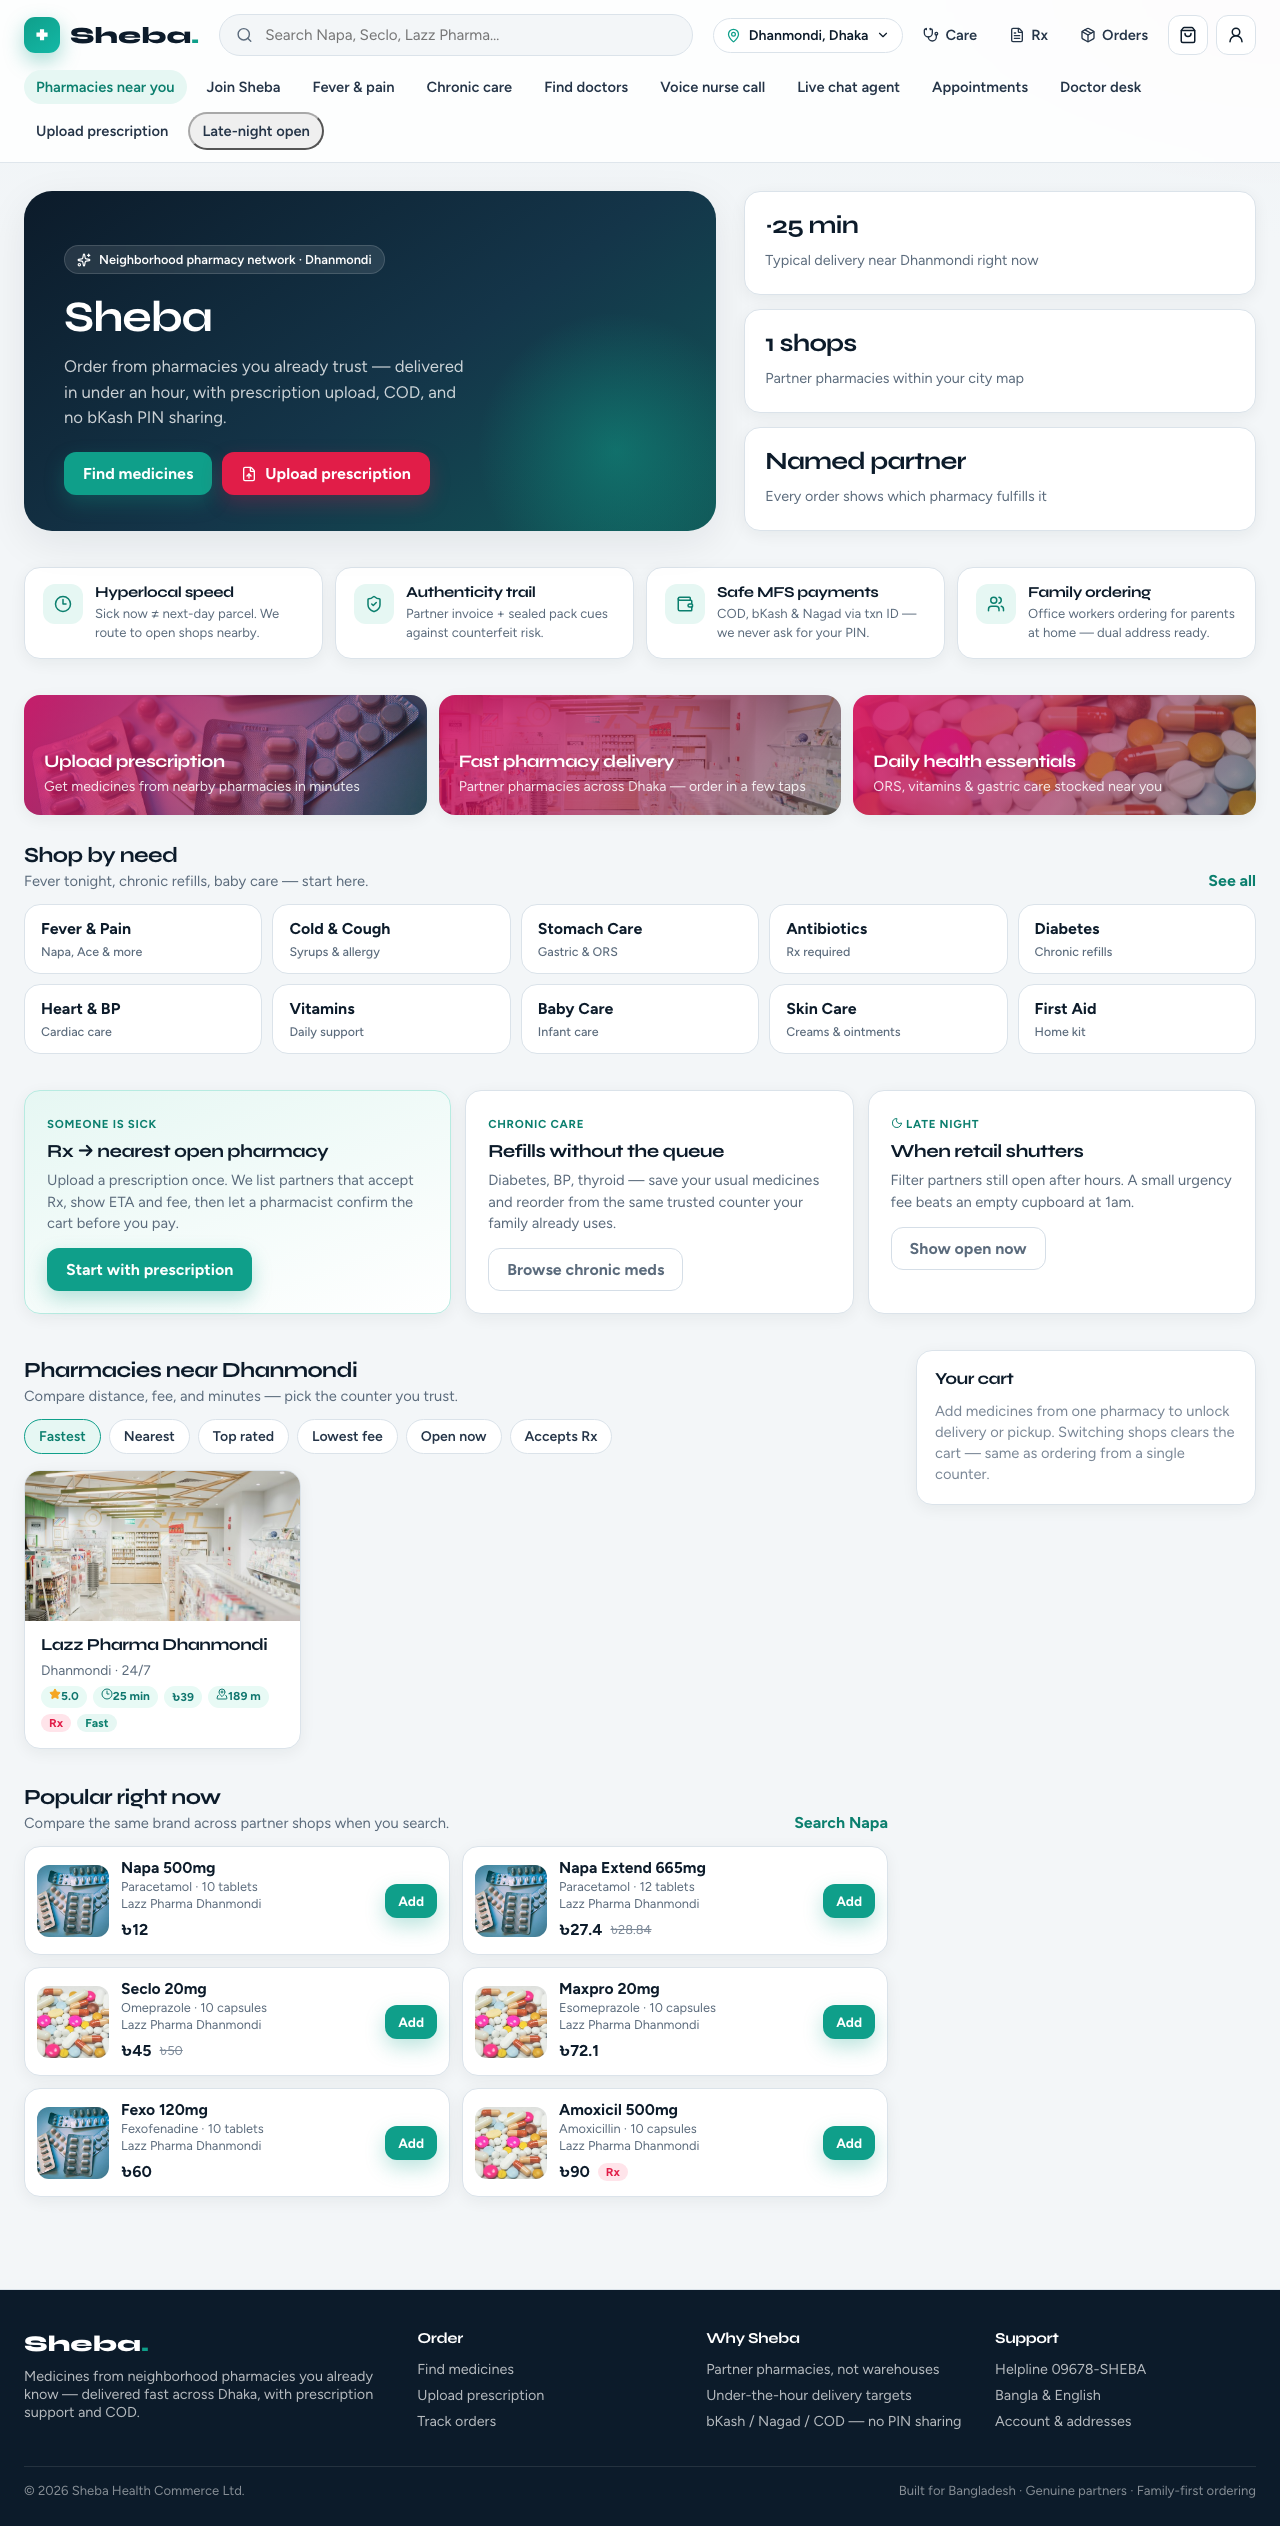 Sheba.
Search Napa, Seclo, Lazz Pharma...
Dhanmondi, Dhaka
Care
Rx
Orders
Pharmacies near you
Join Sheba
Fever & pain
Chronic care
Find doctors
Voice nurse call
Live chat agent
Appointments
Doctor desk
Upload prescription
Late-night open
Neighborhood pharmacy network · Dhanmondi
Sheba
Order from pharmacies you already trust — delivered
in under an hour, with prescription upload, COD, and
no bKash PIN sharing.
Find medicines
Upload prescription
·25 min
Typical delivery near Dhanmondi right now
1 shops
Partner pharmacies within your city map
Named partner
Every order shows which pharmacy fulfills it
Hyperlocal speed
Sick now ≠ next-day parcel. We
route to open shops nearby.
Authenticity trail
Partner invoice + sealed pack cues
against counterfeit risk.
Safe MFS payments
COD, bKash & Nagad via txn ID —
we never ask for your PIN.
Family ordering
Office workers ordering for parents
at home — dual address ready.
Upload prescription
Get medicines from nearby pharmacies in minutes
Fast pharmacy delivery
Partner pharmacies across Dhaka — order in a few taps
Daily health essentials
ORS, vitamins & gastric care stocked near you
Shop by need
Fever tonight, chronic refills, baby care — start here.
See all
Fever & Pain
Napa, Ace & more
Cold & Cough
Syrups & allergy
Stomach Care
Gastric & ORS
Antibiotics
Rx required
Diabetes
Chronic refills
Heart & BP
Cardiac care
Vitamins
Daily support
Baby Care
Infant care
Skin Care
Creams & ointments
First Aid
Home kit
SOMEONE IS SICK
Rx → nearest open pharmacy
Upload a prescription once. We list partners that accept
Rx, show ETA and fee, then let a pharmacist confirm the
cart before you pay.
Start with prescription
CHRONIC CARE
Refills without the queue
Diabetes, BP, thyroid — save your usual medicines
and reorder from the same trusted counter your
family already uses.
Browse chronic meds
LATE NIGHT
When retail shutters
Filter partners still open after hours. A small urgency
fee beats an empty cupboard at 1am.
Show open now
Pharmacies near Dhanmondi
Compare distance, fee, and minutes — pick the counter you trust.
Fastest
Nearest
Top rated
Lowest fee
Open now
Accepts Rx
Lazz Pharma Dhanmondi
Dhanmondi · 24/7
5.0
25 min
৳39
189 m
Rx
Fast
Your cart
Add medicines from one pharmacy to unlock
delivery or pickup. Switching shops clears the
cart — same as ordering from a single
counter.
Popular right now
Compare the same brand across partner shops when you search.
Search Napa
Napa 500mg
Paracetamol · 10 tablets
Lazz Pharma Dhanmondi
৳12
Add
Napa Extend 665mg
Paracetamol · 12 tablets
Lazz Pharma Dhanmondi
৳27.4 ৳28.84
Add
Seclo 20mg
Omeprazole · 10 capsules
Lazz Pharma Dhanmondi
৳45 ৳50
Add
Maxpro 20mg
Esomeprazole · 10 capsules
Lazz Pharma Dhanmondi
৳72.1
Add
Fexo 120mg
Fexofenadine · 10 tablets
Lazz Pharma Dhanmondi
৳60
Add
Amoxicil 500mg
Amoxicillin · 10 capsules
Lazz Pharma Dhanmondi
৳90 Rx
Add
Sheba.
Medicines from neighborhood pharmacies you already
know — delivered fast across Dhaka, with prescription
support and COD.
Order
Find medicines
Upload prescription
Track orders
Why Sheba
Partner pharmacies, not warehouses
Under-the-hour delivery targets
bKash / Nagad / COD — no PIN sharing
Support
Helpline 09678-SHEBA
Bangla & English
Account & addresses
© 2026 Sheba Health Commerce Ltd.
Built for Bangladesh · Genuine partners · Family-first ordering